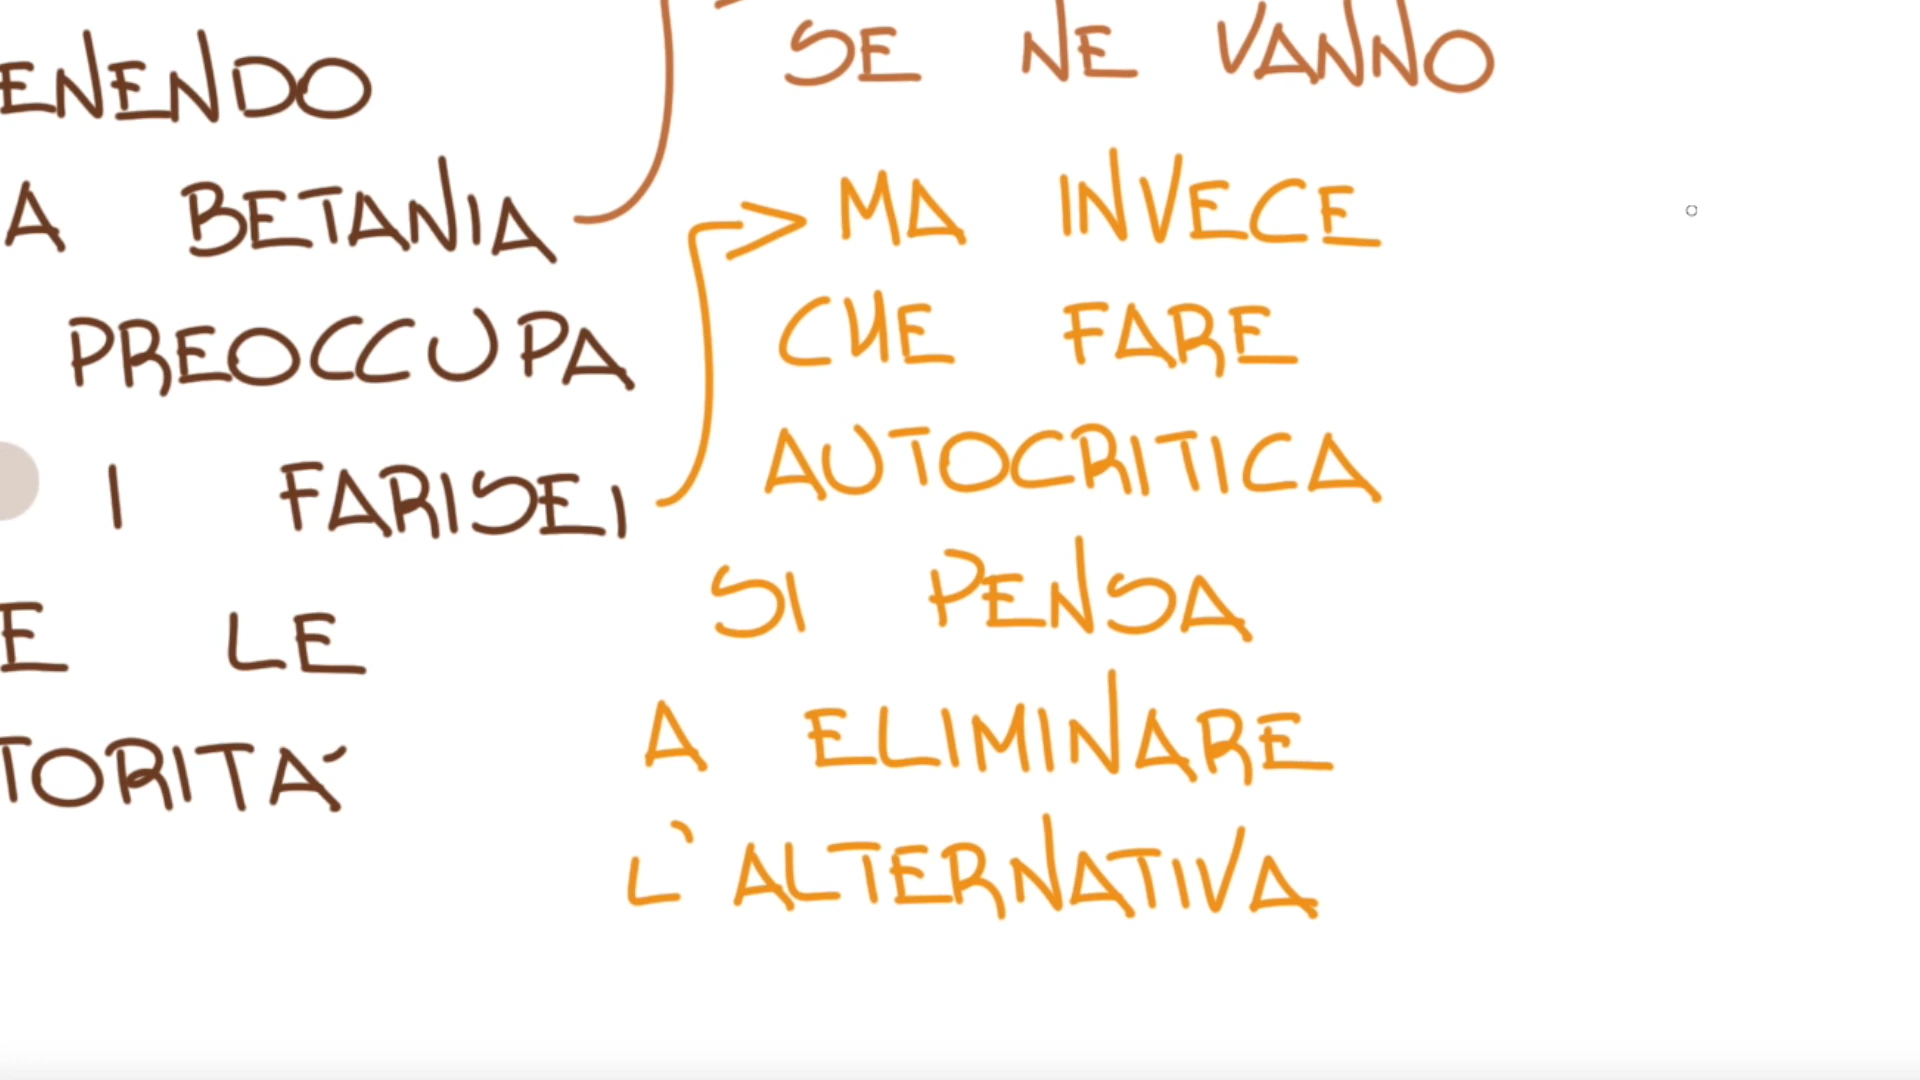 ENENDO
A BETANIA
PREOCCUPA
I FARISEI
E LE
TORITA'
SE NE VANNO
MA INVECE
CHE FARE
AUTOCRITICA
SI PENSA
A ELIMINARE
L'ALTERNATIVA